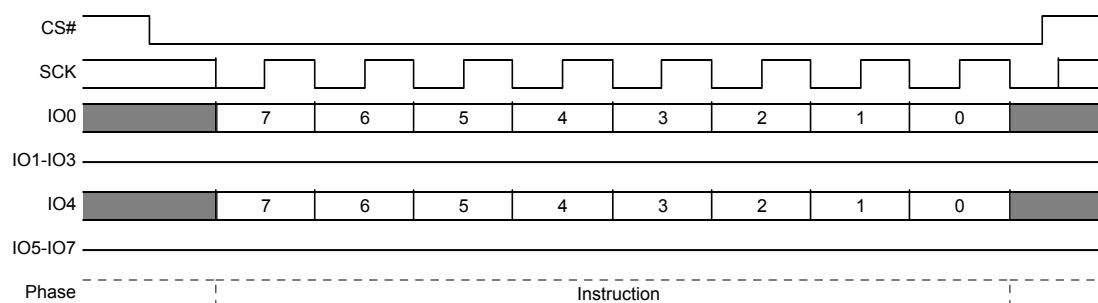 CS#
SCK
IO0 7 6 5 4 3 2 1 0
IO1-IO3
IO4 7 6 5 4 3 2 1 0
IO5-IO7
Phase Instruction